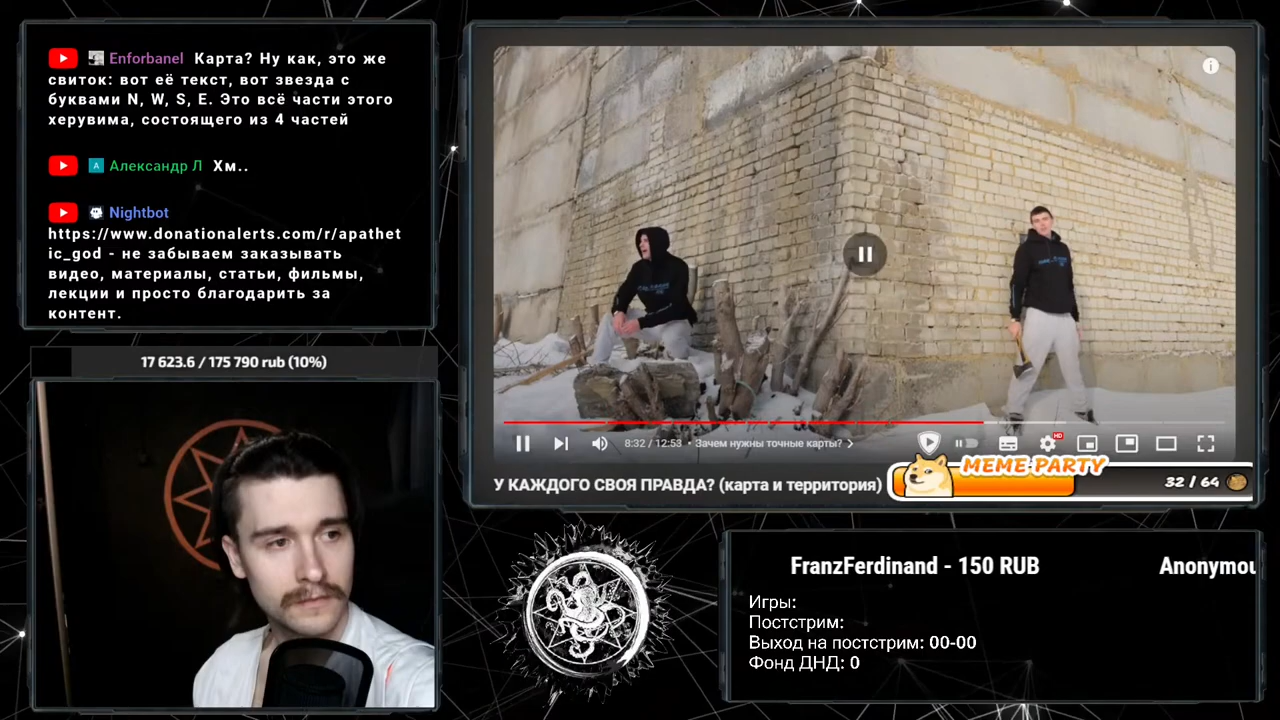 Enforbanel Карта? Ну как, это же
свиток: вот её текст, вот звезда с
буквами N, W, S, E. Это всё части этого
херувима, состоящего из 4 частей
А Александр Л Хм..
Nightbot
https://www.donationalerts.com/r/apathet
ic_god - не забываем заказывать
видео, материалы, статьи, фильмы,
лекции и просто благодарить за
контент.
17 623.6 / 175 790 rub (10%)
8:32 / 12:53 • Зачем нужны точные карты?
HD
У КАЖДОГО СВОЯ ПРАВДА? (карта и территория)
MEME PARTY
32 / 64
FranzFerdinand - 150 RUB
Anonymou
Игры:
Постстрим:
Выход на постстрим: 00-00
Фонд ДНД: 0